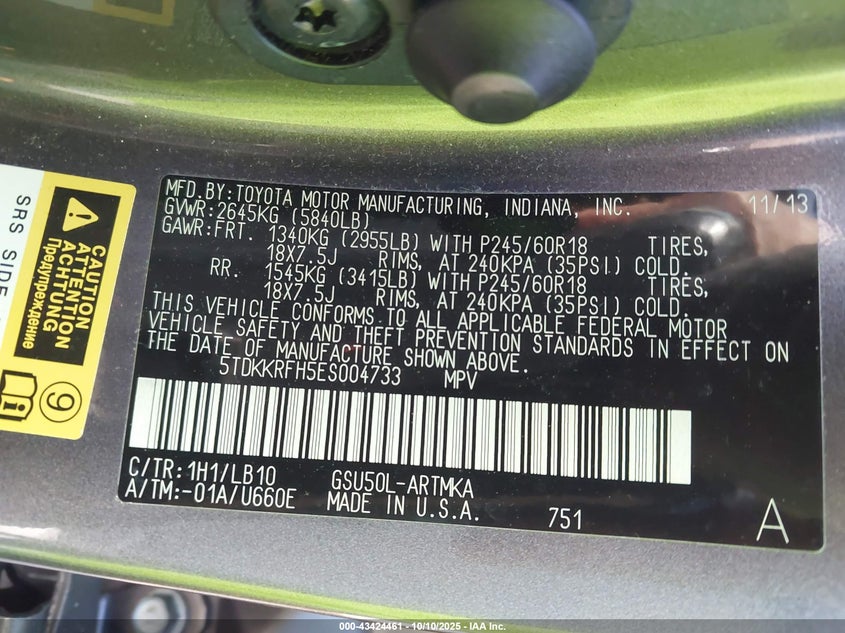 MFD.BY:TOYOTA MOTOR MANUFACTURING, INDIANA, INC. 11/13
GVWR:2645KG (5840LB)
GAWR:FRT. 1340KG (2955LB) WITH P245/60R18 TIRES,
18X7.5J RIMS, AT 240KPA (35PSI) COLD.
RR. 1545KG (3415LB) WITH P245/60R18 TIRES,
18X7.5J RIMS, AT 240KPA (35PSI) COLD.
THIS VEHICLE CONFORMS TO ALL APPLICABLE FEDERAL MOTOR
VEHICLE SAFETY AND THEFT PREVENTION STANDARDS IN EFFECT ON
THE DATE OF MANUFACTURE SHOWN ABOVE.
5TDKKRFH5ES004733 MPV
C/TR:1H1/LB10 GSU50L-ARTMKA
A/TM:-01A/U660E MADE IN U.S.A. 751 A
SRS SIDE
CAUTION
ATTENTION
ACHTUNG
Предупреждение
9
000-43424461 - 10/10/2025 - IAA Inc.